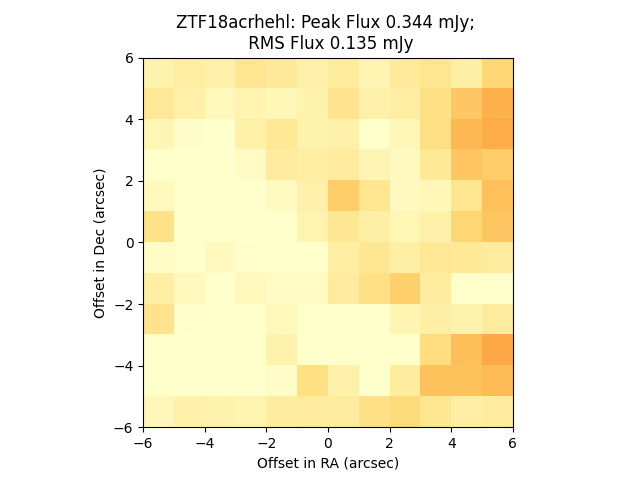 ZTF18acrhehl: Peak Flux 0.344 mJy;
RMS Flux 0.135 mJy
6
4
2
0
−2
−4
−6
Offset in Dec (arcsec)
−6 −4 −2 0 2 4 6
Offset in RA (arcsec)